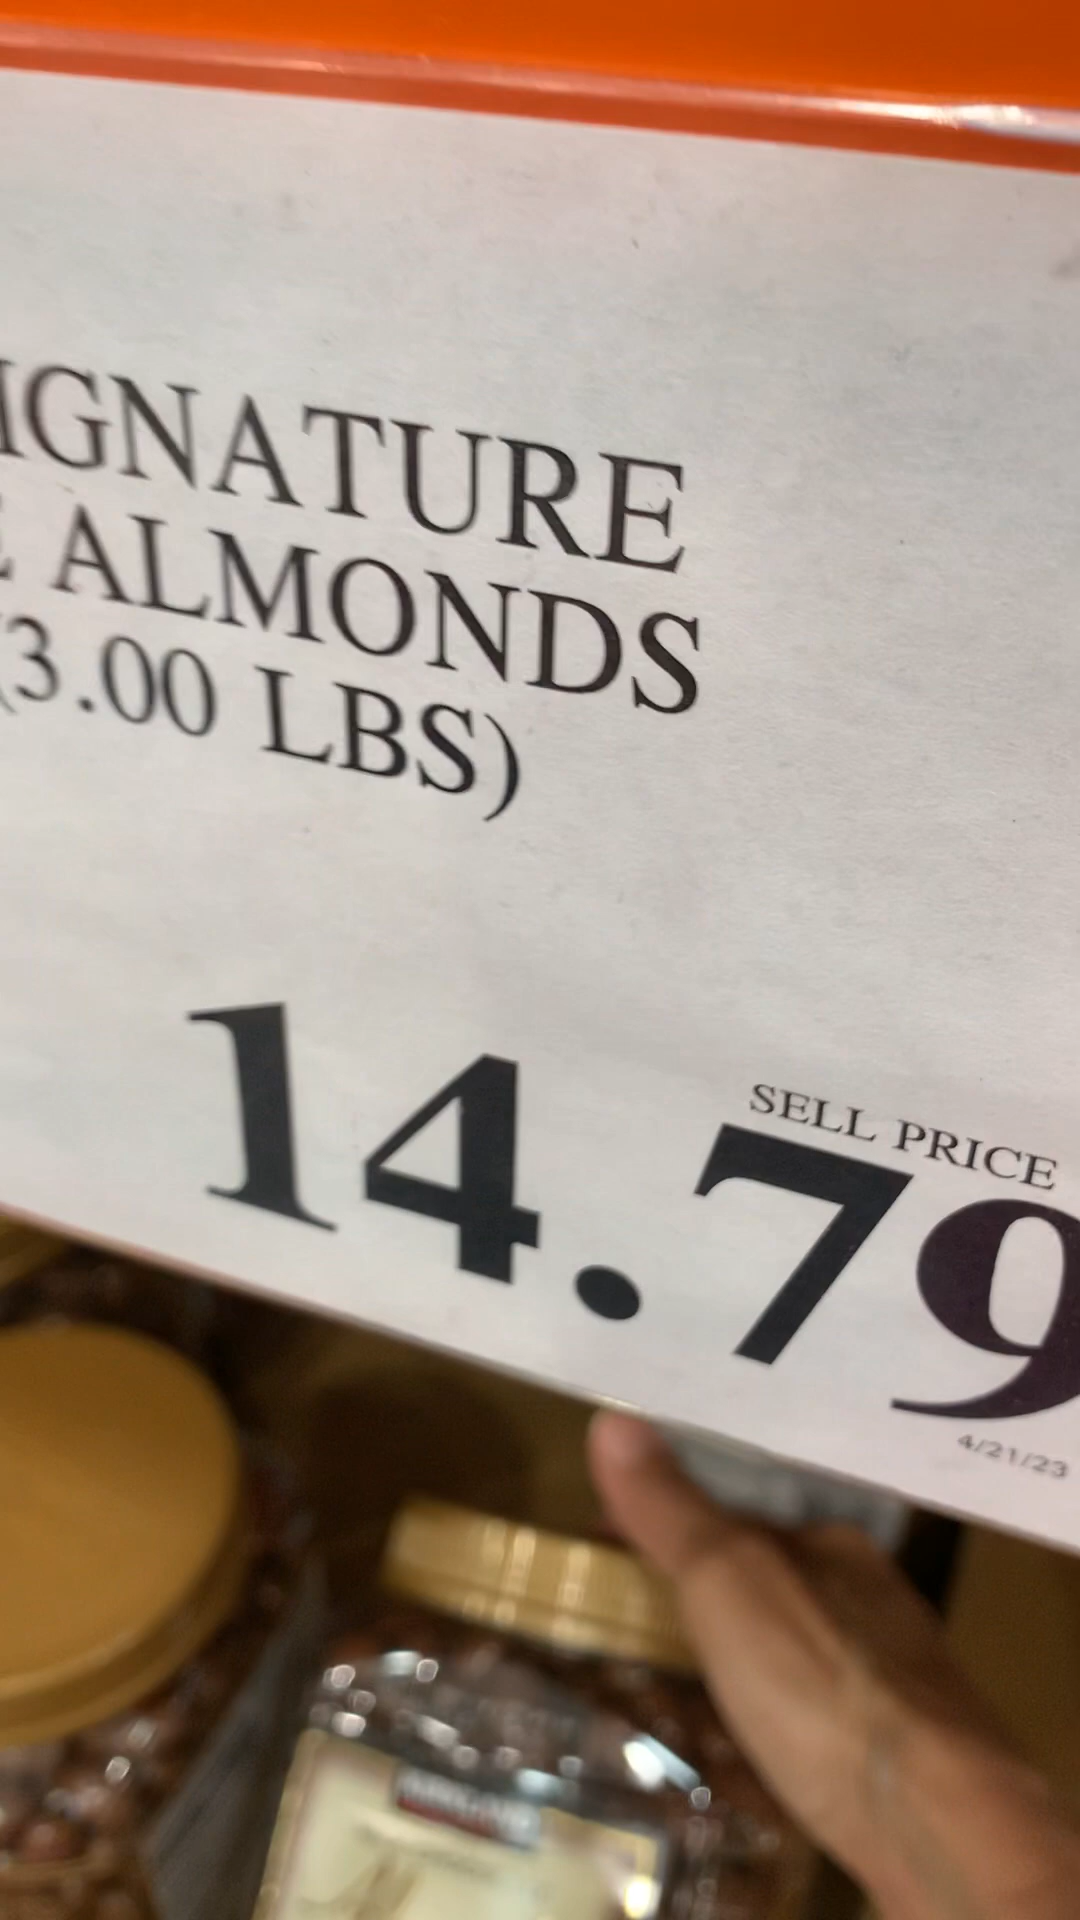 IGNATURE
ALMONDS
(3.00 LBS)
SELL PRICE
14.79
4/21/23